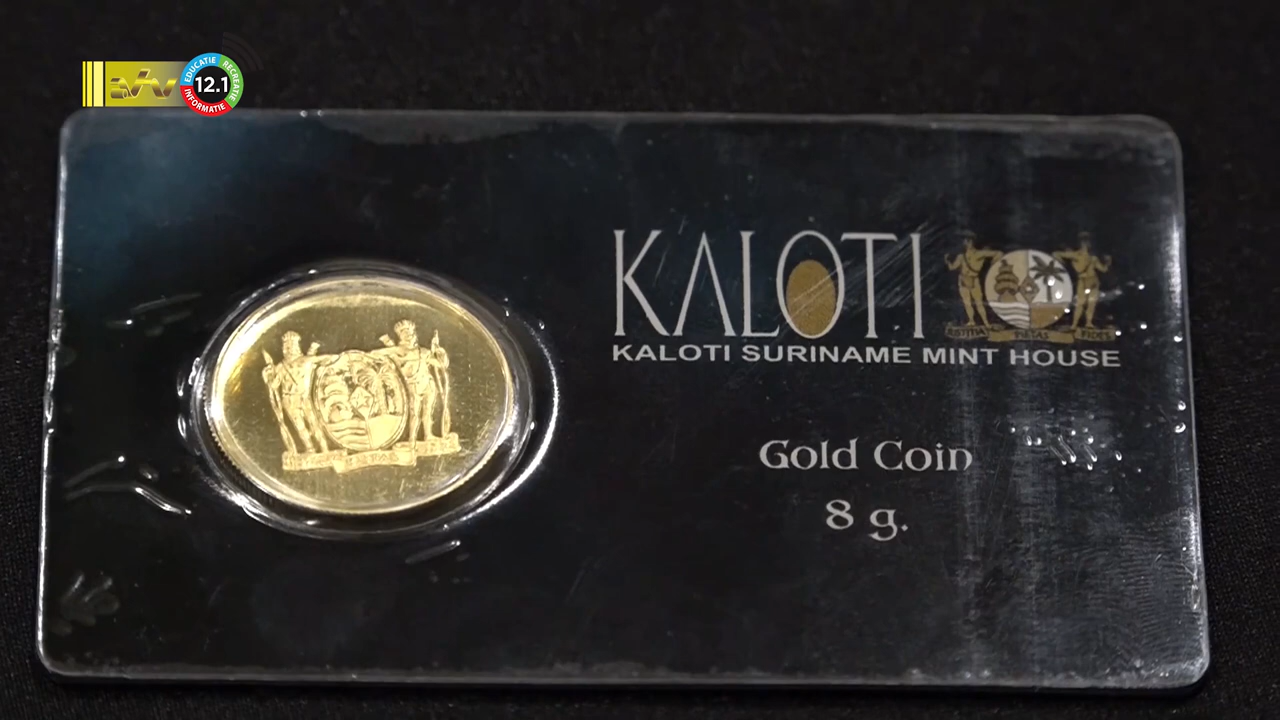 EDUCATIE
RECREATIE
INFORMATIE
12.1
KALOTI
KALOTI SURINAME MINT HOUSE
Gold Coin
8 g.